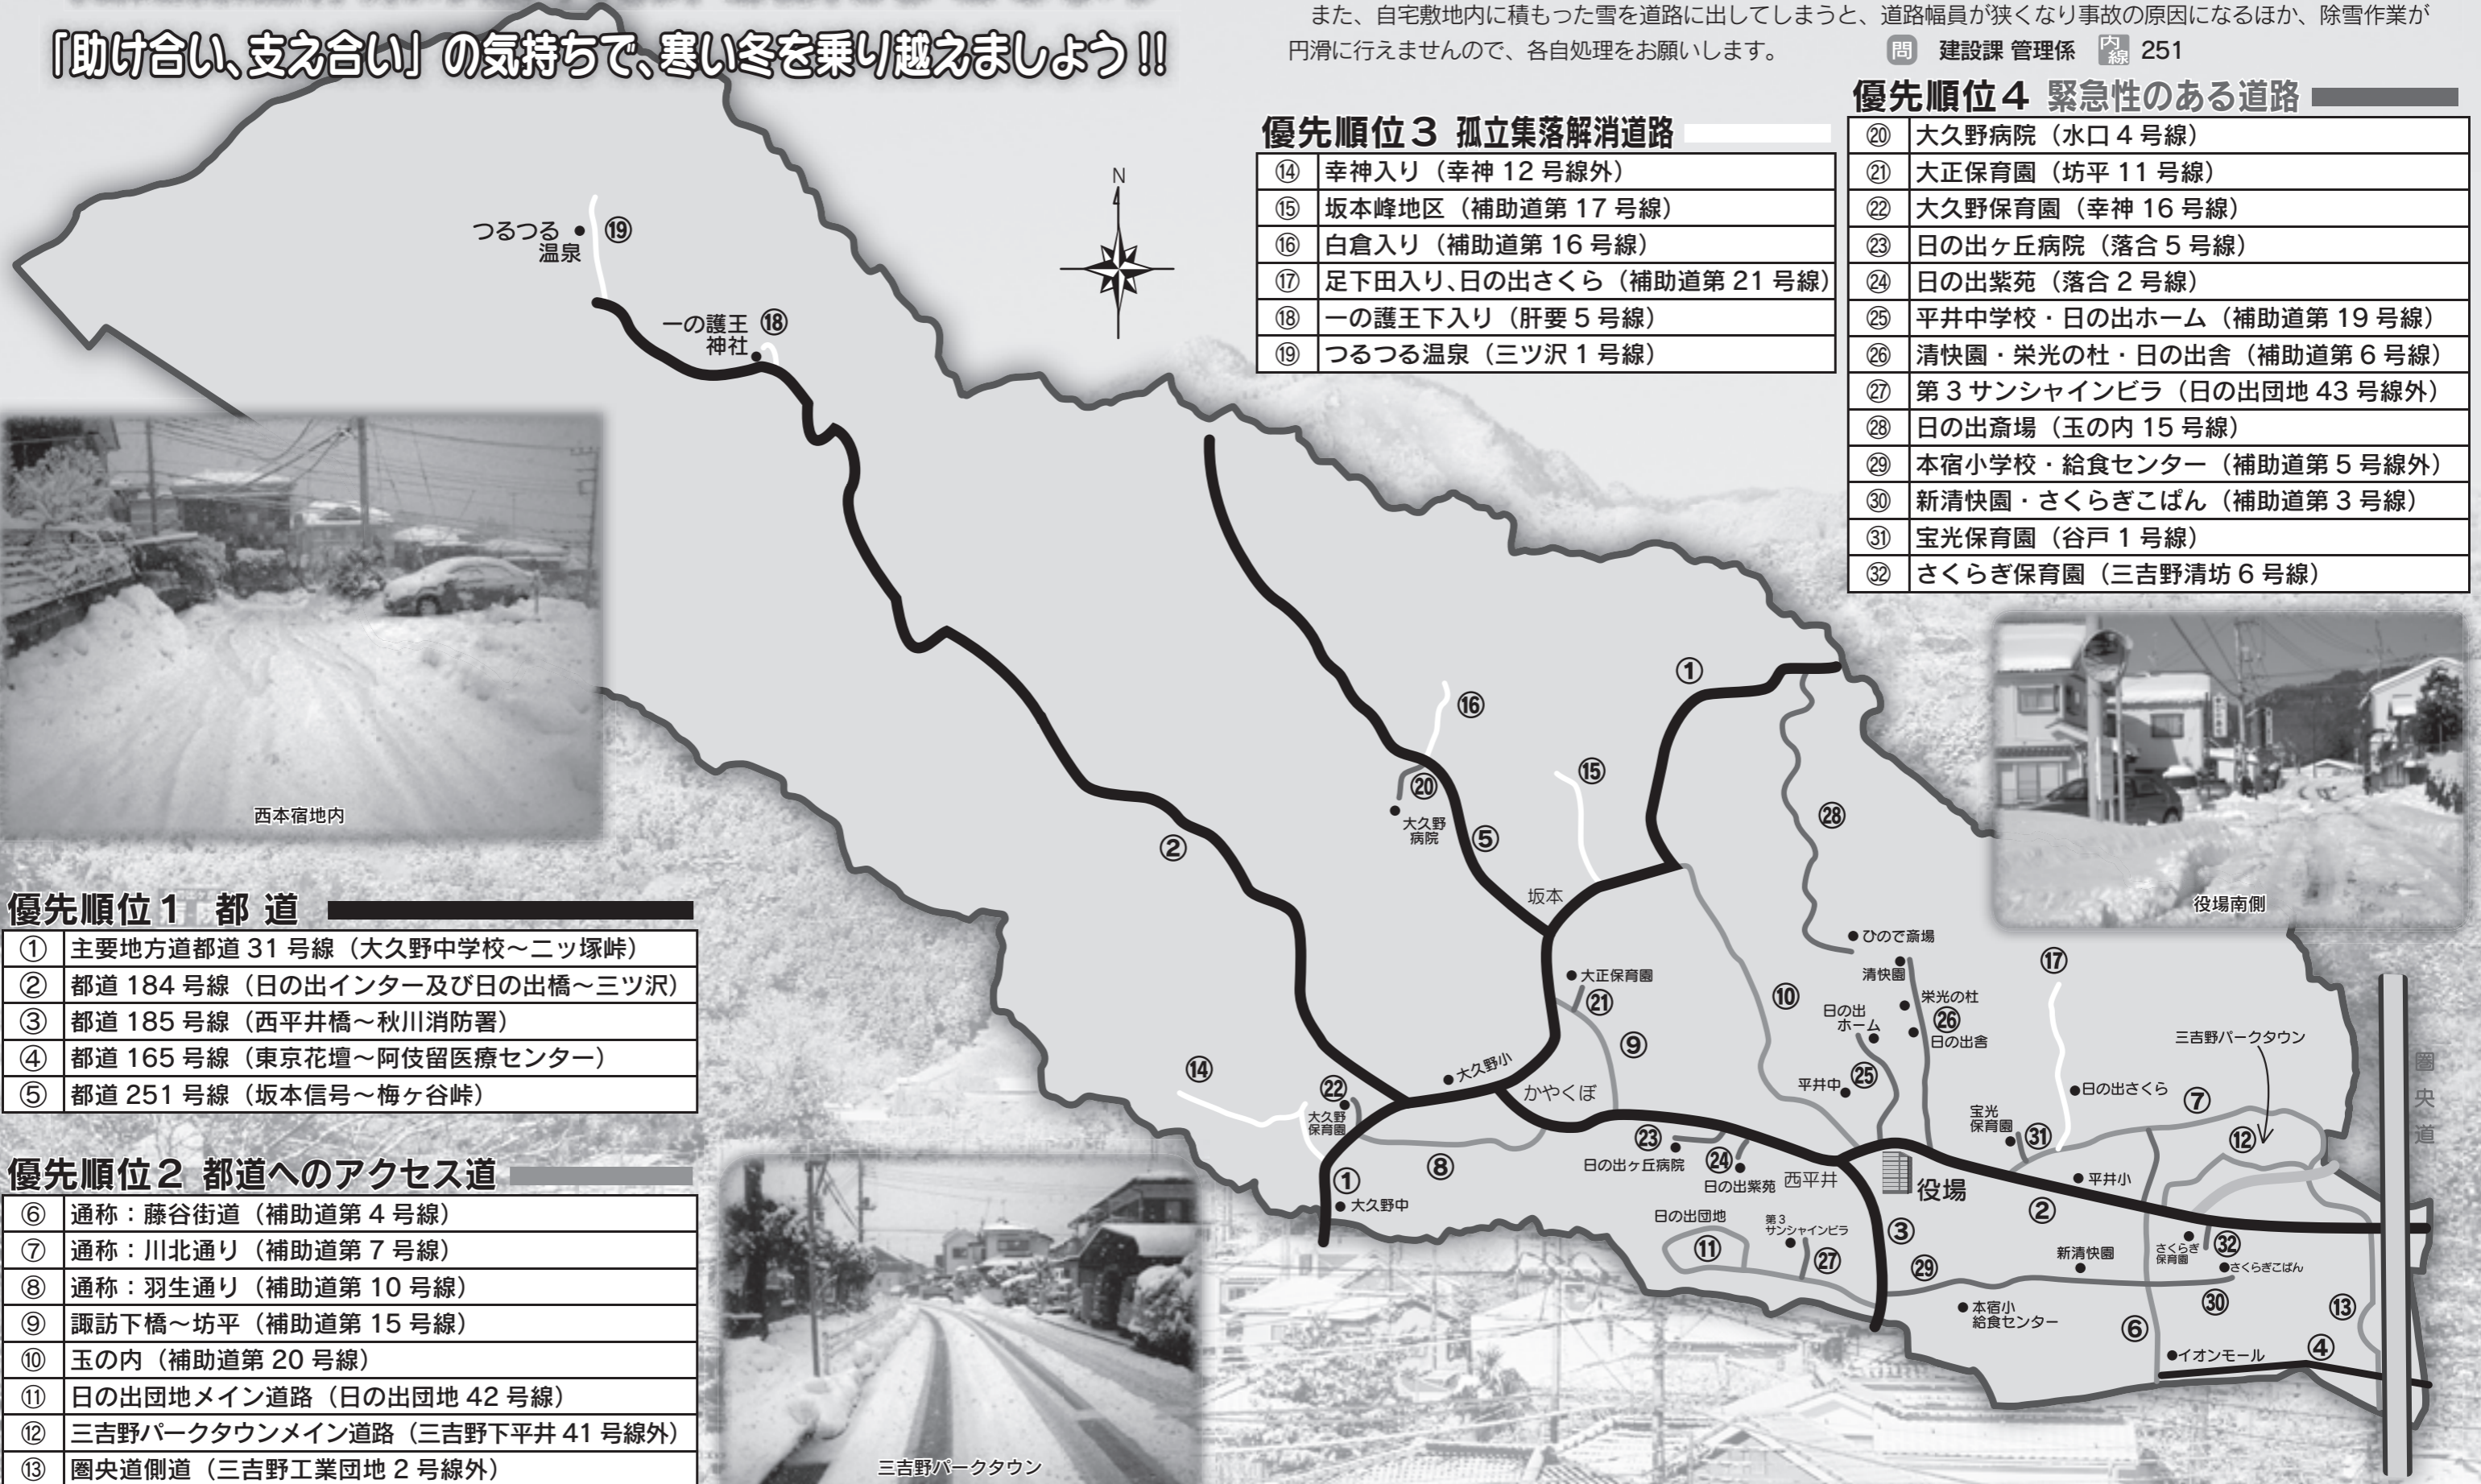 「助け合い、支え合い」の気持ちで、寒い冬を乗り越えましょう!!
また、自宅敷地内に積もった雪を道路に出してしまうと、道路幅員が狭くなり事故の原因になるほか、除雪作業が
円滑に行えませんので、各自処理をお願いします。 問 建設課 管理係 内線 251
優先順位3 孤立集落解消道路
⑭ 幸神入り（幸神 12 号線外）
⑮ 坂本峰地区（補助道第 17 号線）
⑯ 白倉入り（補助道第 16 号線）
⑰ 足下田入り、日の出さくら（補助道第 21 号線）
⑱ 一の護王下入り（肝要 5 号線）
⑲ つるつる温泉（三ツ沢 1 号線）
優先順位4 緊急性のある道路
⑳ 大久野病院（水口 4 号線）
㉑ 大正保育園（坊平 11 号線）
㉒ 大久野保育園（幸神 16 号線）
㉓ 日の出ヶ丘病院（落合 5 号線）
㉔ 日の出紫苑（落合 2 号線）
㉕ 平井中学校・日の出ホーム（補助道第 19 号線）
㉖ 清快園・栄光の杜・日の出舎（補助道第 6 号線）
㉗ 第 3 サンシャインビラ（日の出団地 43 号線外）
㉘ 日の出斎場（玉の内 15 号線）
㉙ 本宿小学校・給食センター（補助道第 5 号線外）
㉚ 新清快園・さくらぎこぱん（補助道第 3 号線）
㉛ 宝光保育園（谷戸 1 号線）
㉜ さくらぎ保育園（三吉野清坊 6 号線）
N
つるつる
温泉
⑲
一の護王
神社
⑱
西本宿地内
役場南側
①
⑯
⑮
⑳
大久野
病院
⑤
㉘
②
坂本
ひので斎場
清快園
⑰
大正保育園
㉑
⑩
栄光の杜
㉖
日の出舎
日の出
ホーム
⑨
三吉野パークタウン
圏央道
⑭
㉒
大久野
保育園
大久野小
かやくぼ
平井中
㉕
日の出さくら
⑦
宝光
保育園
㉛
⑫
㉓
日の出ヶ丘病院
㉔
日の出紫苑
西平井
役場
平井小
⑧
①
大久野中
②
③
日の出団地
⑪
第3
サンシャインビラ
㉗
㉙
新清快園
さくらぎ
保育園
㉜
さくらぎこぱん
㉚
⑬
本宿小
給食センター
⑥
イオンモール
④
優先順位1 都 道
① 主要地方道都道 31 号線（大久野中学校～二ッ塚峠）
② 都道 184 号線（日の出インター及び日の出橋～三ツ沢）
③ 都道 185 号線（西平井橋～秋川消防署）
④ 都道 165 号線（東京花壇～阿伎留医療センター）
⑤ 都道 251 号線（坂本信号～梅ヶ谷峠）
優先順位2 都道へのアクセス道
⑥ 通称：藤谷街道（補助道第 4 号線）
⑦ 通称：川北通り（補助道第 7 号線）
⑧ 通称：羽生通り（補助道第 10 号線）
⑨ 諏訪下橋～坊平（補助道第 15 号線）
⑩ 玉の内（補助道第 20 号線）
⑪ 日の出団地メイン道路（日の出団地 42 号線）
⑫ 三吉野パークタウンメイン道路（三吉野下平井 41 号線外）
⑬ 圏央道側道（三吉野工業団地 2 号線外）
三吉野パークタウン